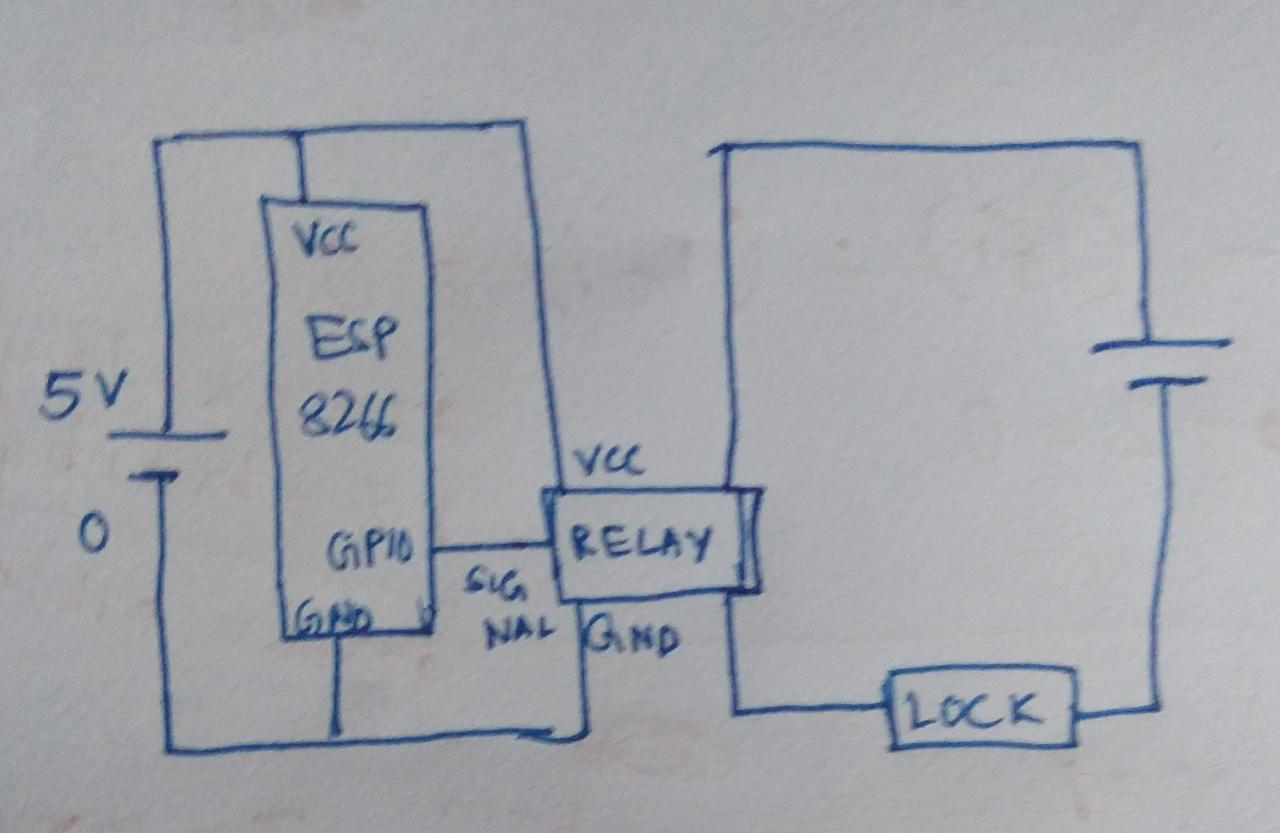 VCC
ESP
8266
5V
0
GPIO
GND
SIG
NAL
VCC
RELAY
GND
LOCK